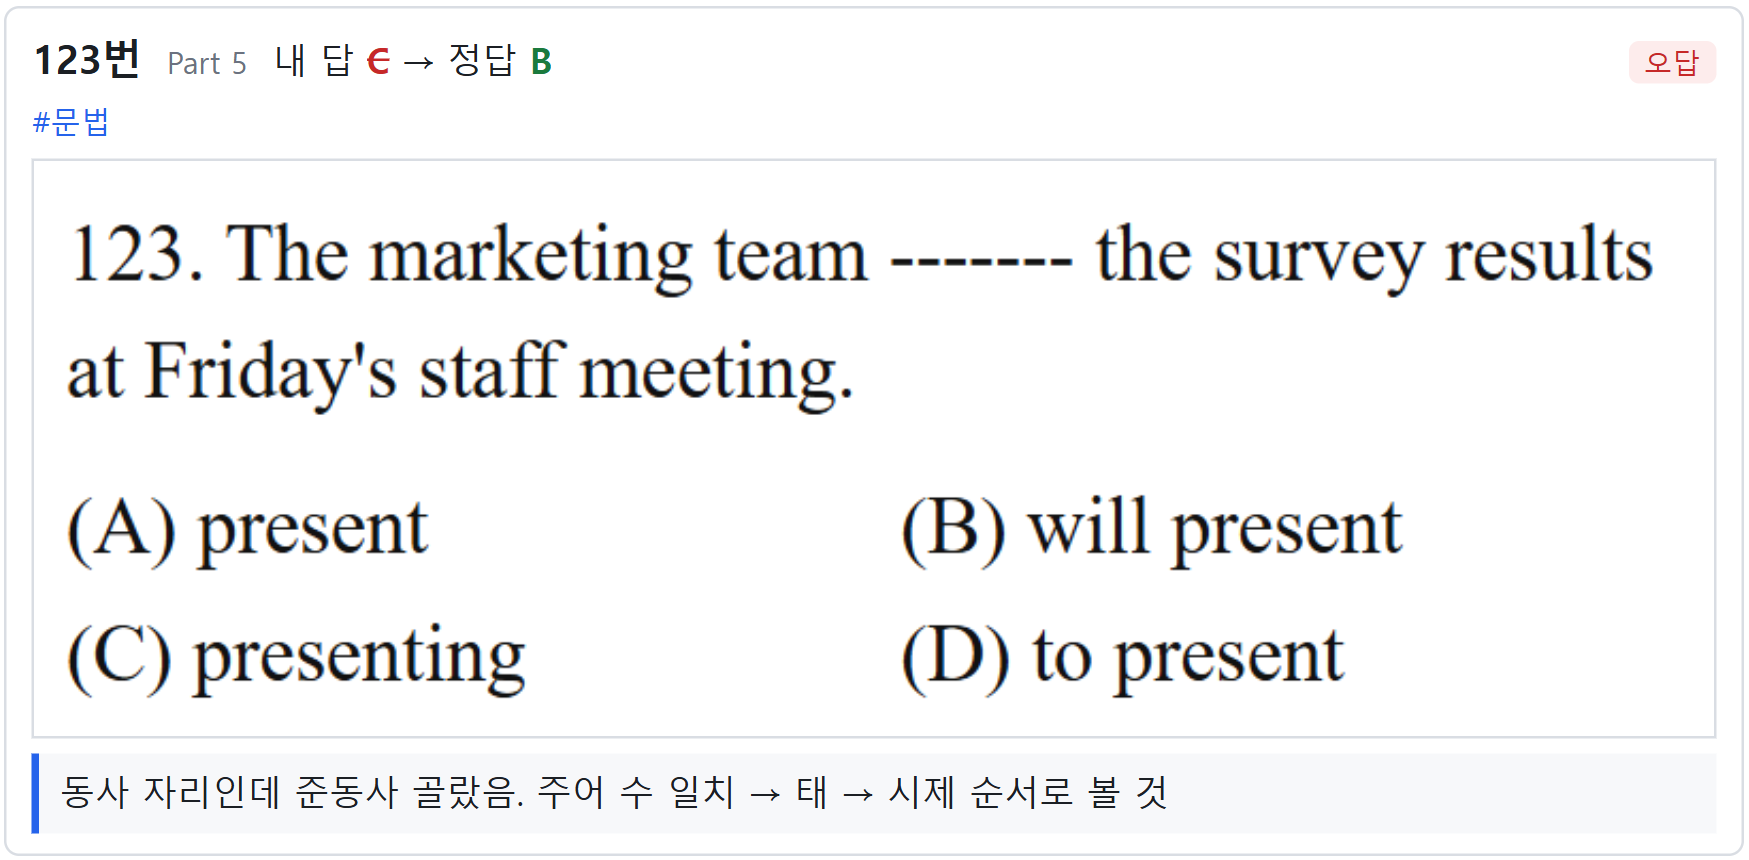 123번 Part 5 내 답 C → 정답 B 오답
#문법
123. The marketing team ------- the survey results
at Friday's staff meeting.
(A) present (B) will present
(C) presenting (D) to present
동사 자리인데 준동사 골랐음. 주어 수 일치 → 태 → 시제 순서로 볼 것